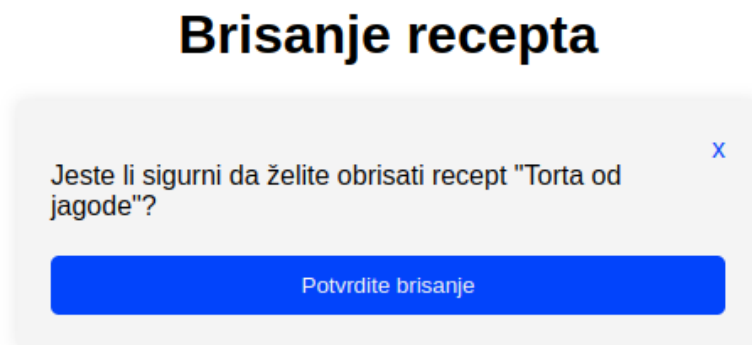 Brisanje recepta
x
Jeste li sigurni da želite obrisati recept "Torta od
jagode"?
Potvrdite brisanje